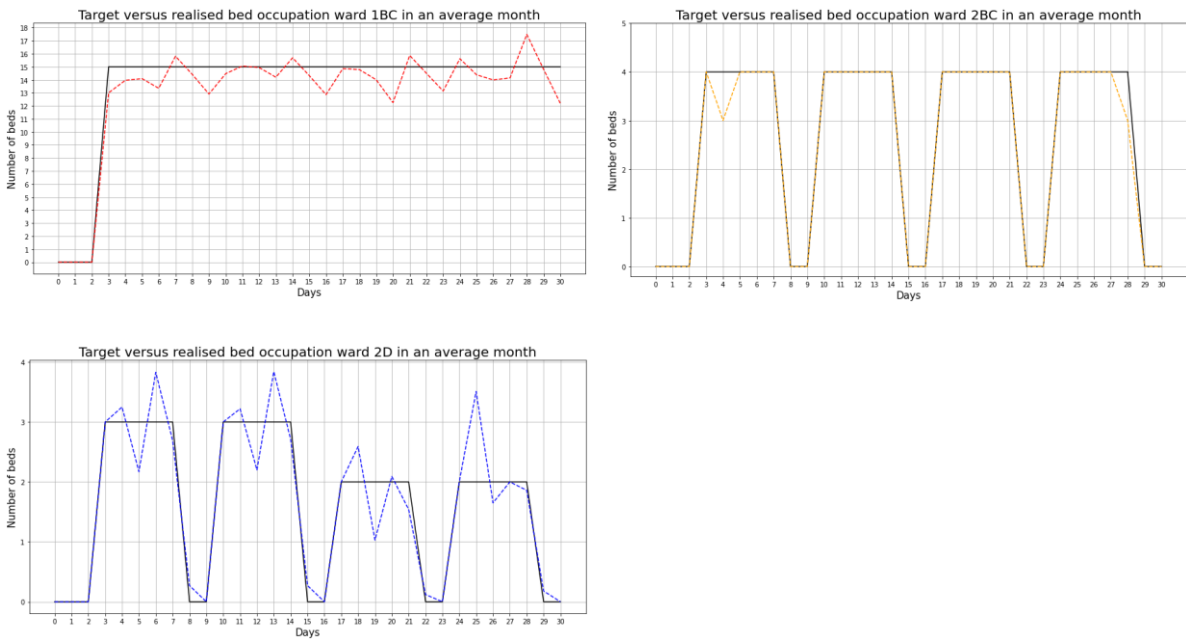 Target versus realised bed occupation ward 1BC in an average month
18
17
16
15
14
13
12
11
10
9
8
7
6
5
4
3
2
1
0
Number of beds
0 1 2 3 4 5 6 7 8 9 10 11 12 13 14 15 16 17 18 19 20 21 22 23 24 25 26 27 28 29 30
Days
Target versus realised bed occupation ward 2BC in an average month
5
4
3
2
1
0
Number of beds
0 1 2 3 4 5 6 7 8 9 10 11 12 13 14 15 16 17 18 19 20 21 22 23 24 25 26 27 28 29 30
Days
Target versus realised bed occupation ward 2D in an average month
4
3
2
1
0
Number of beds
0 1 2 3 4 5 6 7 8 9 10 11 12 13 14 15 16 17 18 19 20 21 22 23 24 25 26 27 28 29 30
Days